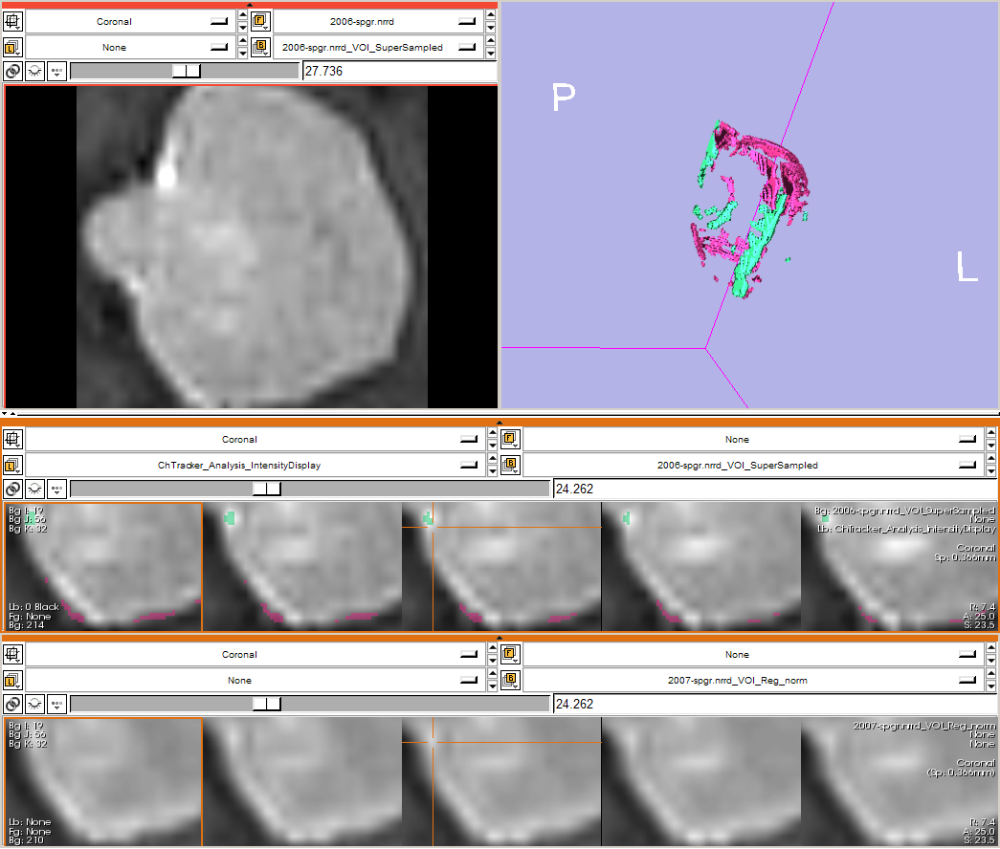 Coronal
2006-spgr.nrrd
None
2006-spgr.nrrd_VOI_SuperSampled
27.736
P
L
Coronal
None
ChTracker_Analysis_IntensityDisplay
2006-spgr.nrrd_VOI_SuperSampled
24.262
Bg I: 19
Bg J: 56
Bg K: 32
Bg: 2006-spgr.nrrd_VOI_SuperSampled
None
Lb: ChTracker_Analysis_IntensityDisplay
Coronal
Sp: 0.366mm
Lb: 0 Black
Fg: None
Bg: 214
R: 7.4
A: 25.0
S: 23.5
Coronal
None
None
2007-spgr.nrrd_VOI_Reg_norm
24.262
Bg I: 19
Bg J: 56
Bg K: 32
2007-spgr.nrrd_VOI_Reg_norm
None
None
Coronal
(Sp: 0.366mm)
Lb: None
Fg: None
Bg: 210
R: 7.4
A: 25.0
S: 23.5